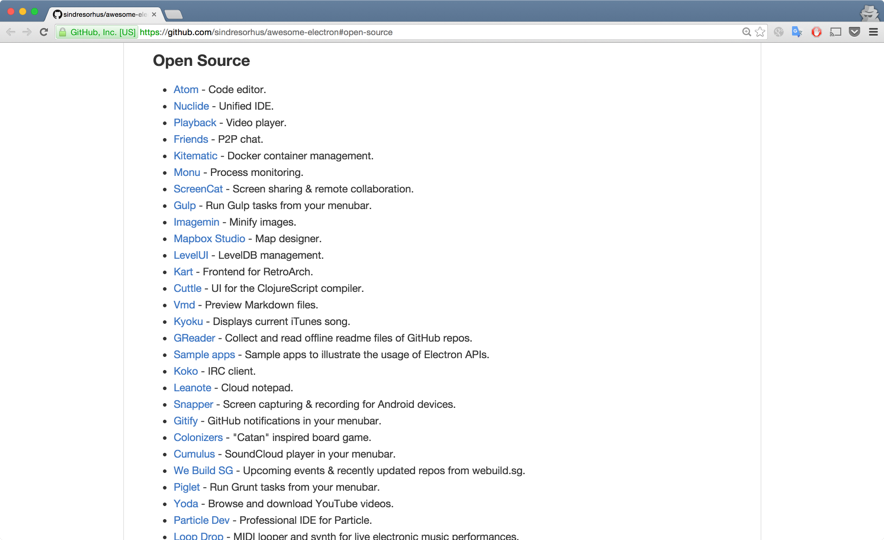 sindresorhus/awesome-ele
GitHub, Inc. [US] https://github.com/sindresorhus/awesome-electron#open-source
Open Source
Atom - Code editor.
Nuclide - Unified IDE.
Playback - Video player.
Friends - P2P chat.
Kitematic - Docker container management.
Monu - Process monitoring.
ScreenCat - Screen sharing & remote collaboration.
Gulp - Run Gulp tasks from your menubar.
Imagemin - Minify images.
Mapbox Studio - Map designer.
LevelUI - LevelDB management.
Kart - Frontend for RetroArch.
Cuttle - UI for the ClojureScript compiler.
Vmd - Preview Markdown files.
Kyoku - Displays current iTunes song.
GReader - Collect and read offline readme files of GitHub repos.
Sample apps - Sample apps to illustrate the usage of Electron APIs.
Koko - IRC client.
Leanote - Cloud notepad.
Snapper - Screen capturing & recording for Android devices.
Gitify - GitHub notifications in your menubar.
Colonizers - "Catan" inspired board game.
Cumulus - SoundCloud player in your menubar.
We Build SG - Upcoming events & recently updated repos from webuild.sg.
Piglet - Run Grunt tasks from your menubar.
Yoda - Browse and download YouTube videos.
Particle Dev - Professional IDE for Particle.
Loop Drop - MIDI looper and synth for live electronic music performances.